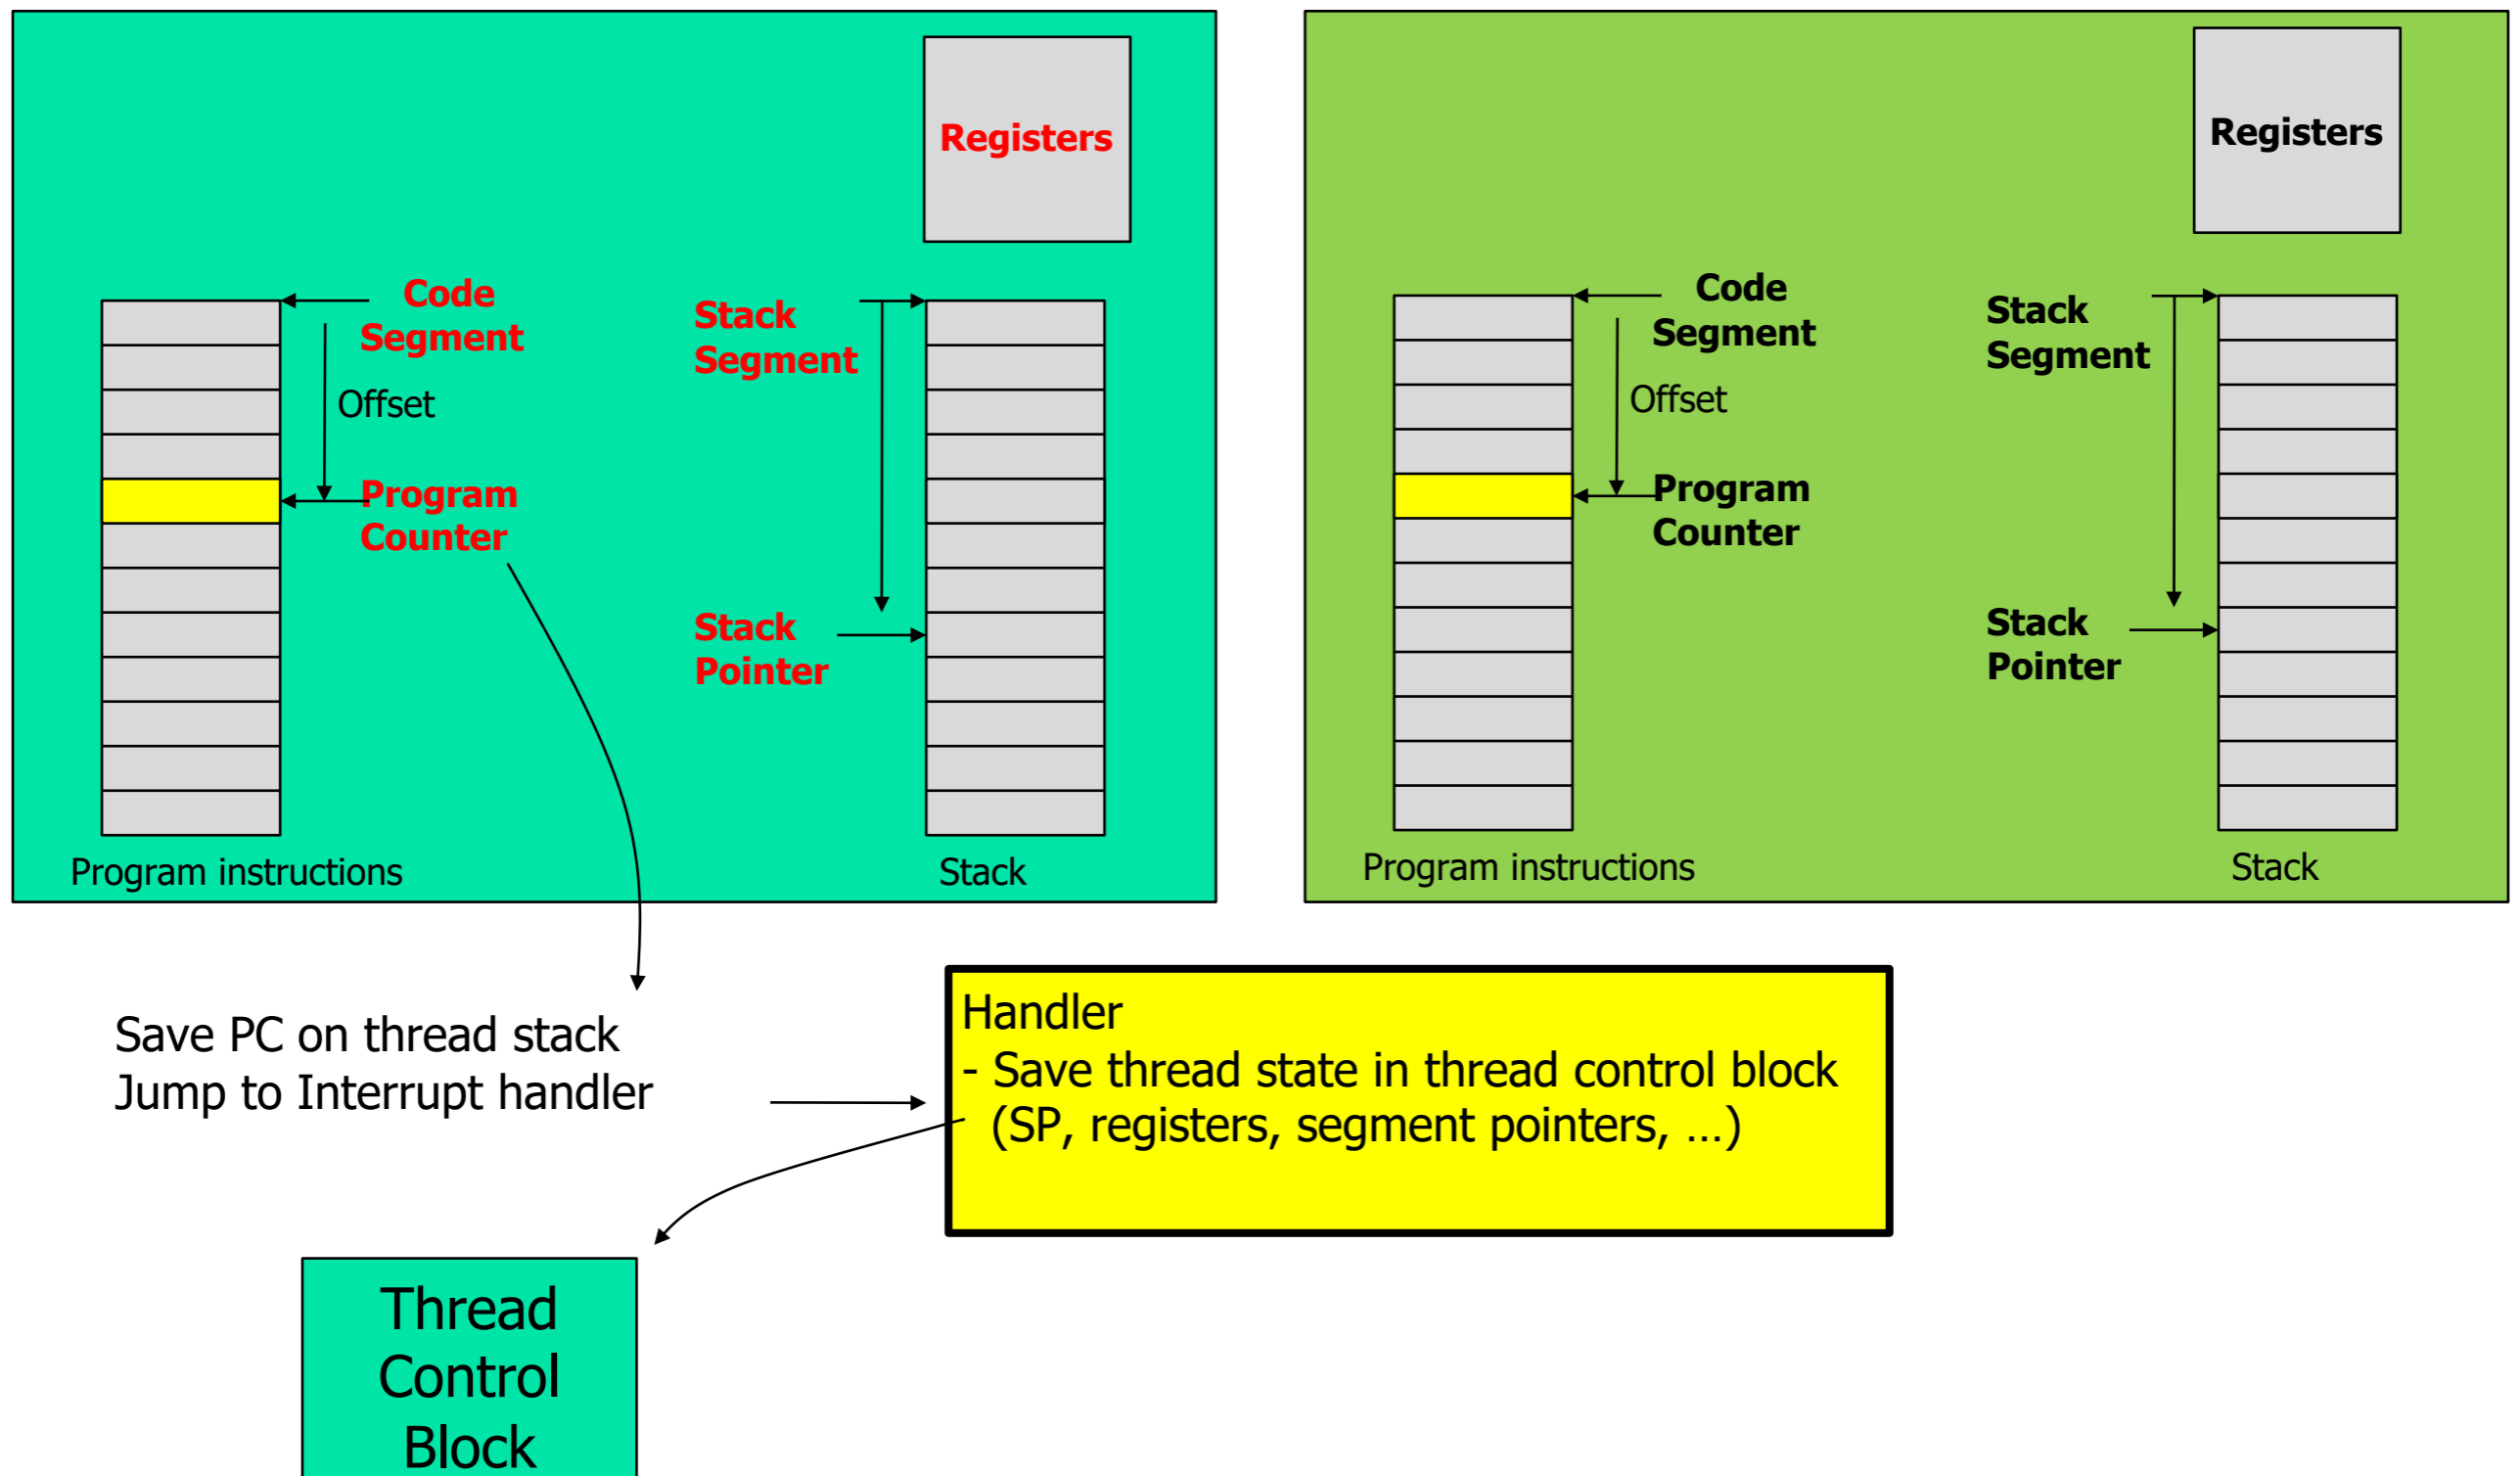 Registers
Code
Segment
Offset
Program
Counter
Stack
Segment
Stack
Pointer
Program instructions
Stack
Registers
Code
Segment
Offset
Program
Counter
Stack
Segment
Stack
Pointer
Program instructions
Stack
Save PC on thread stack
Jump to Interrupt handler
Handler
- Save thread state in thread control block
(SP, registers, segment pointers, …)
Thread
Control
Block